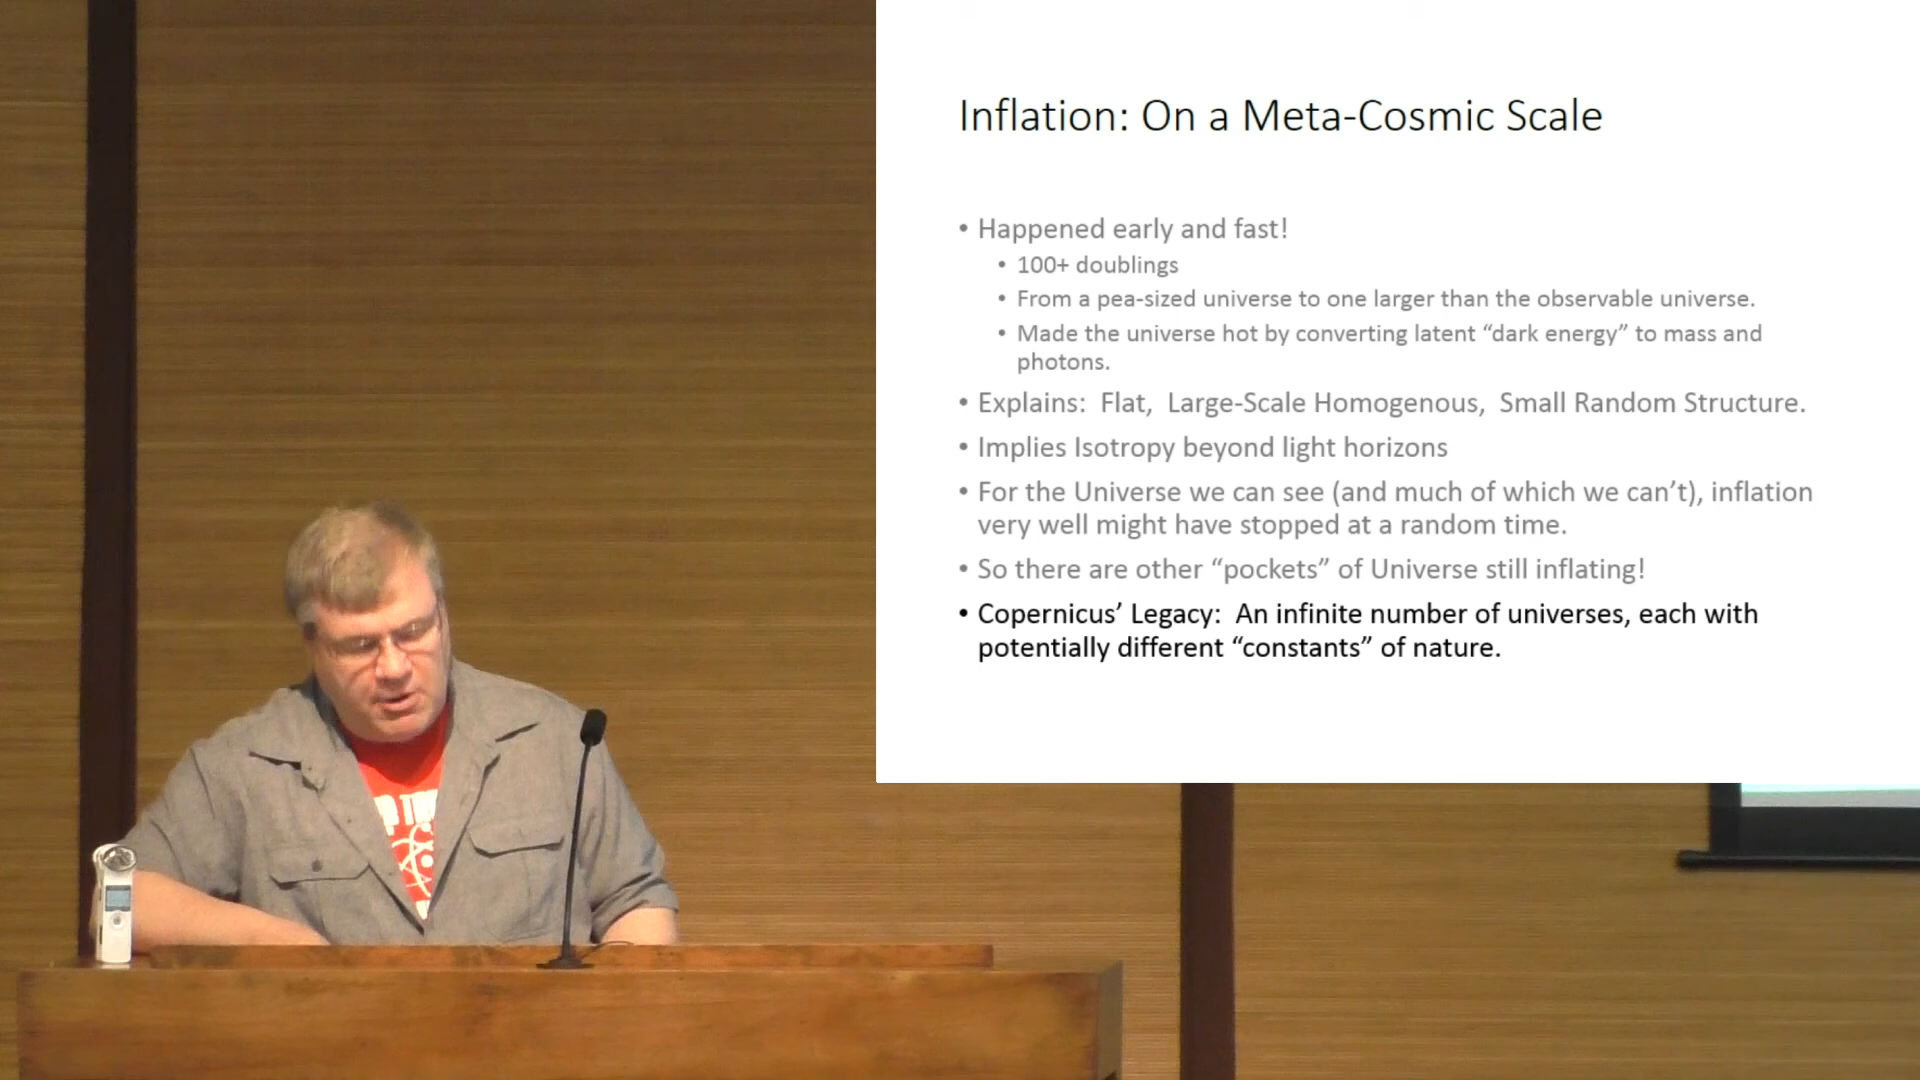 Inflation: On a Meta-Cosmic Scale
• Happened early and fast!
• 100+ doublings
• From a pea-sized universe to one larger than the observable universe.
• Made the universe hot by converting latent “dark energy” to mass and
photons.
• Explains:  Flat,  Large-Scale Homogenous,  Small Random Structure.
• Implies Isotropy beyond light horizons
• For the Universe we can see (and much of which we can’t), inflation
very well might have stopped at a random time.
• So there are other “pockets” of Universe still inflating!
• Copernicus’ Legacy:  An infinite number of universes, each with
potentially different “constants” of nature.